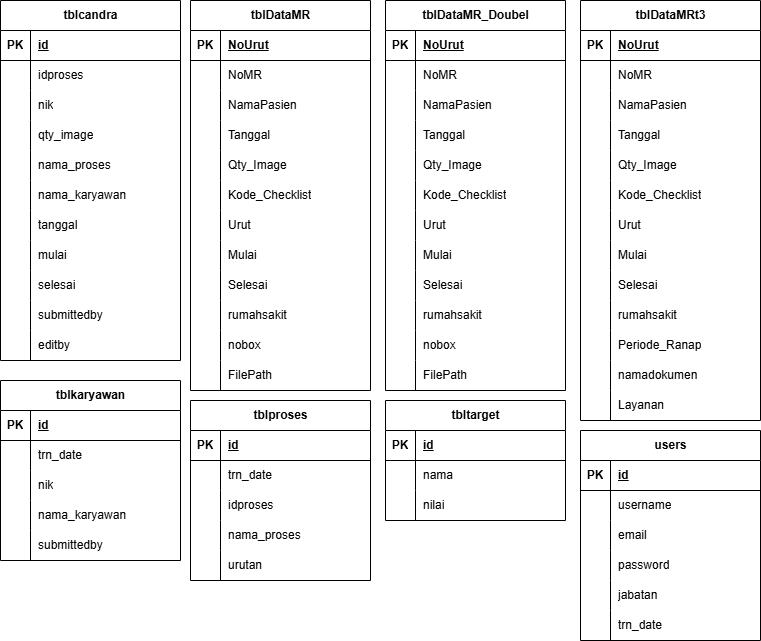 tblcandra
PK id
idproses
nik
qty_image
nama_proses
nama_karyawan
tanggal
mulai
selesai
submittedby
editby
tblDataMR
PK NoUrut
NoMR
NamaPasien
Tanggal
Qty_Image
Kode_Checklist
Urut
Mulai
Selesai
rumahsakit
nobox
FilePath
tblDataMR_Doubel
PK NoUrut
NoMR
NamaPasien
Tanggal
Qty_Image
Kode_Checklist
Urut
Mulai
Selesai
rumahsakit
nobox
FilePath
tblDataMRt3
PK NoUrut
NoMR
NamaPasien
Tanggal
Qty_Image
Kode_Checklist
Urut
Mulai
Selesai
rumahsakit
Periode_Ranap
namadokumen
Layanan
tblkaryawan
PK id
trn_date
nik
nama_karyawan
submittedby
tblproses
PK id
trn_date
idproses
nama_proses
urutan
tbltarget
PK id
nama
nilai
users
PK id
username
email
password
jabatan
trn_date